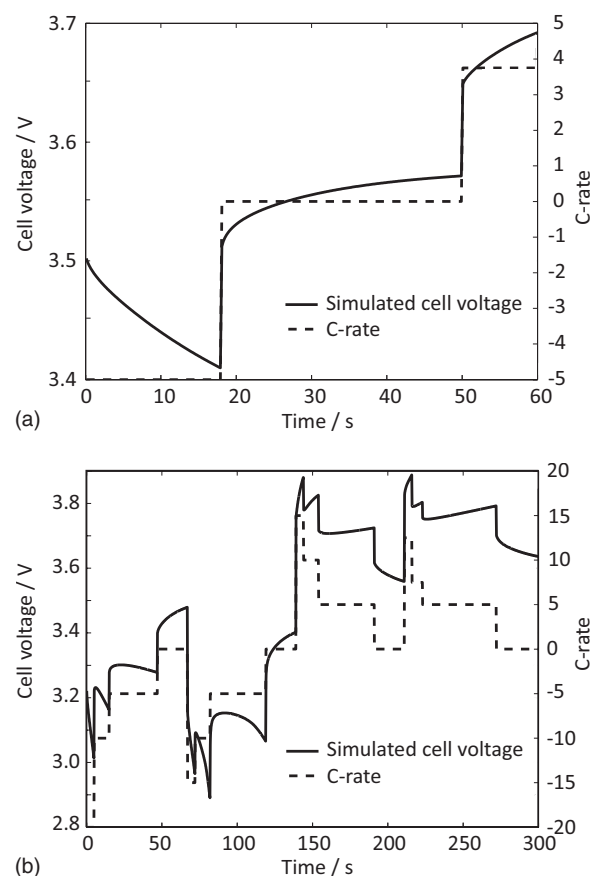 3.7
3.6
3.5
3.4
Cell voltage / V
5
4
3
2
1
0
-1
-2
-3
-4
-5
C-rate
Simulated cell voltage
C-rate
0 10 20 30 40 50 60
Time / s
(a)
3.8
3.6
3.4
3.2
3.0
2.8
Cell voltage / V
20
15
10
5
0
-5
-10
-15
-20
C-rate
Simulated cell voltage
C-rate
0 50 100 150 200 250 300
Time / s
(b)